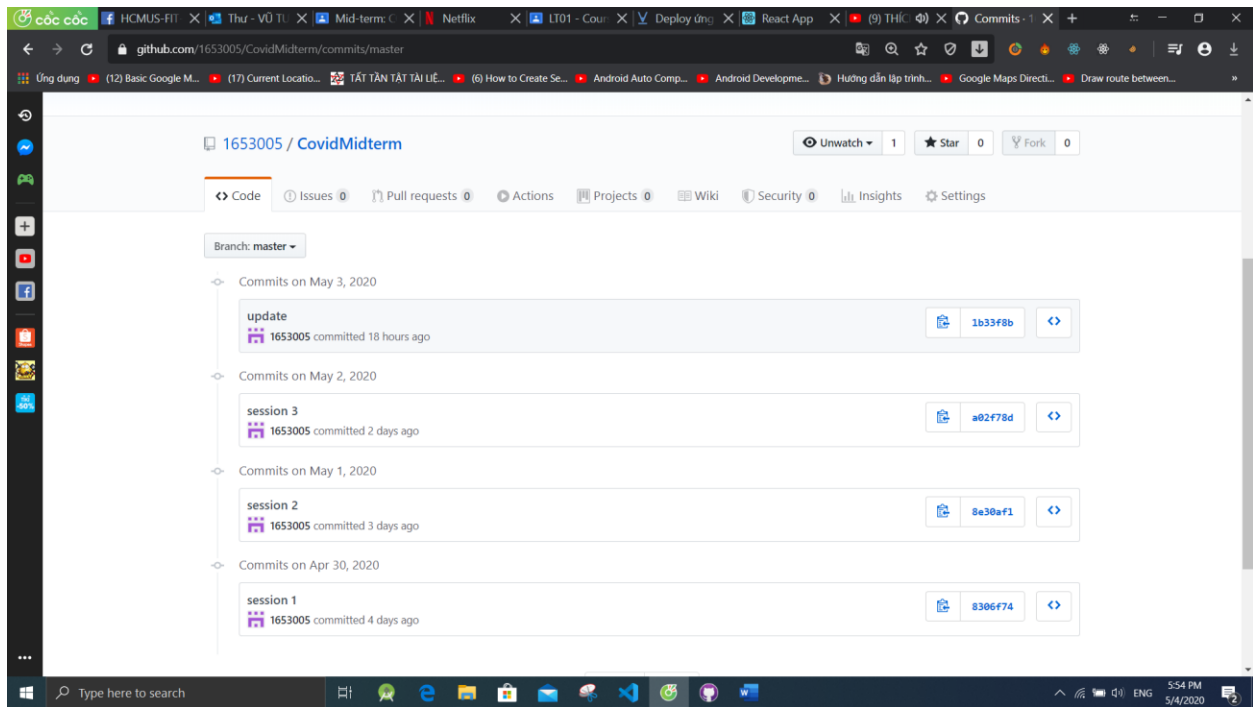 cốc cốc HCMUS-FIT Thư - VŨ TU Mid-term: C Netflix LT01 - Cour Deploy ứng React App (9) THÍC Commits · 1
github.com/1653005/CovidMidterm/commits/master
Ứng dụng (12) Basic Google M... (17) Current Locatio... TẤT TẦN TẬT TÀI LIỆ... (6) How to Create Se... Android Auto Comp... Android Developme... Hướng dẫn lập trình... Google Maps Directi... Draw route between... »
1653005 / CovidMidterm Unwatch 1 Star 0 Fork 0
Code Issues 0 Pull requests 0 Actions Projects 0 Wiki Security 0 Insights Settings
Branch: master
Commits on May 3, 2020
update
1653005 committed 18 hours ago 1b33f8b
Commits on May 2, 2020
session 3
1653005 committed 2 days ago a02f78d
Commits on May 1, 2020
session 2
1653005 committed 3 days ago 8e30af1
Commits on Apr 30, 2020
session 1
1653005 committed 4 days ago 8306f74
Type here to search ENG 5:54 PM
5/4/2020 2